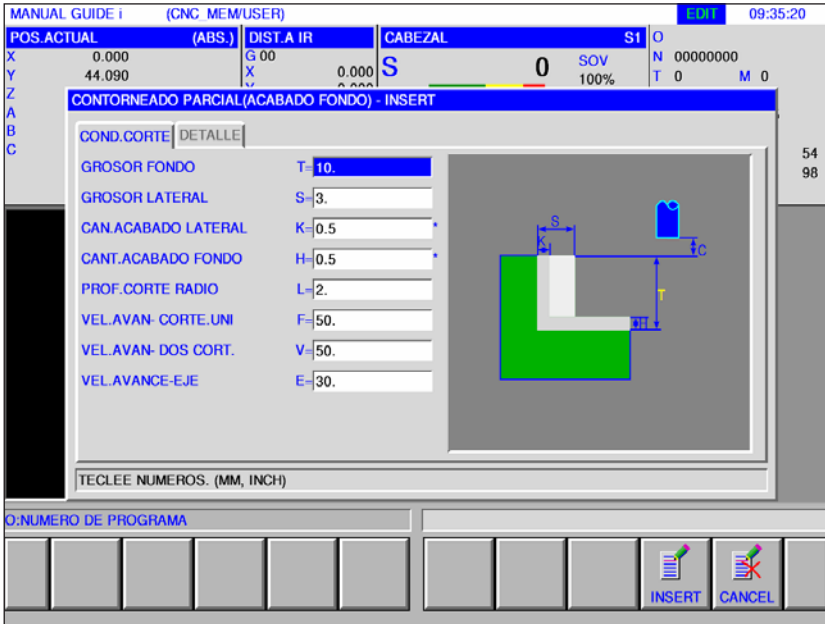 MANUAL GUIDE i (CNC_MEM/USER) EDIT 09:35:20
POS.ACTUAL (ABS.) DIST.A IR CABEZAL S1 O
X 0.000 G 00 S 0 SOV N 00000000
Y 44.090 X 0.000 100% T 0 M 0
Z
A
B
C
54
98
CONTORNEADO PARCIAL(ACABADO FONDO) - INSERT
COND.CORTE DETALLE
GROSOR FONDO T=10.
GROSOR LATERAL S=3.
CAN.ACABADO LATERAL K=0.5 *
CANT.ACABADO FONDO H=0.5 *
PROF.CORTE RADIO L=2.
VEL.AVAN- CORTE.UNI F=50.
VEL.AVAN- DOS CORT. V=50.
VEL.AVANCE-EJE E=30.
S
K
C
T
H
TECLEE NUMEROS. (MM, INCH)
O:NUMERO DE PROGRAMA
INSERT CANCEL